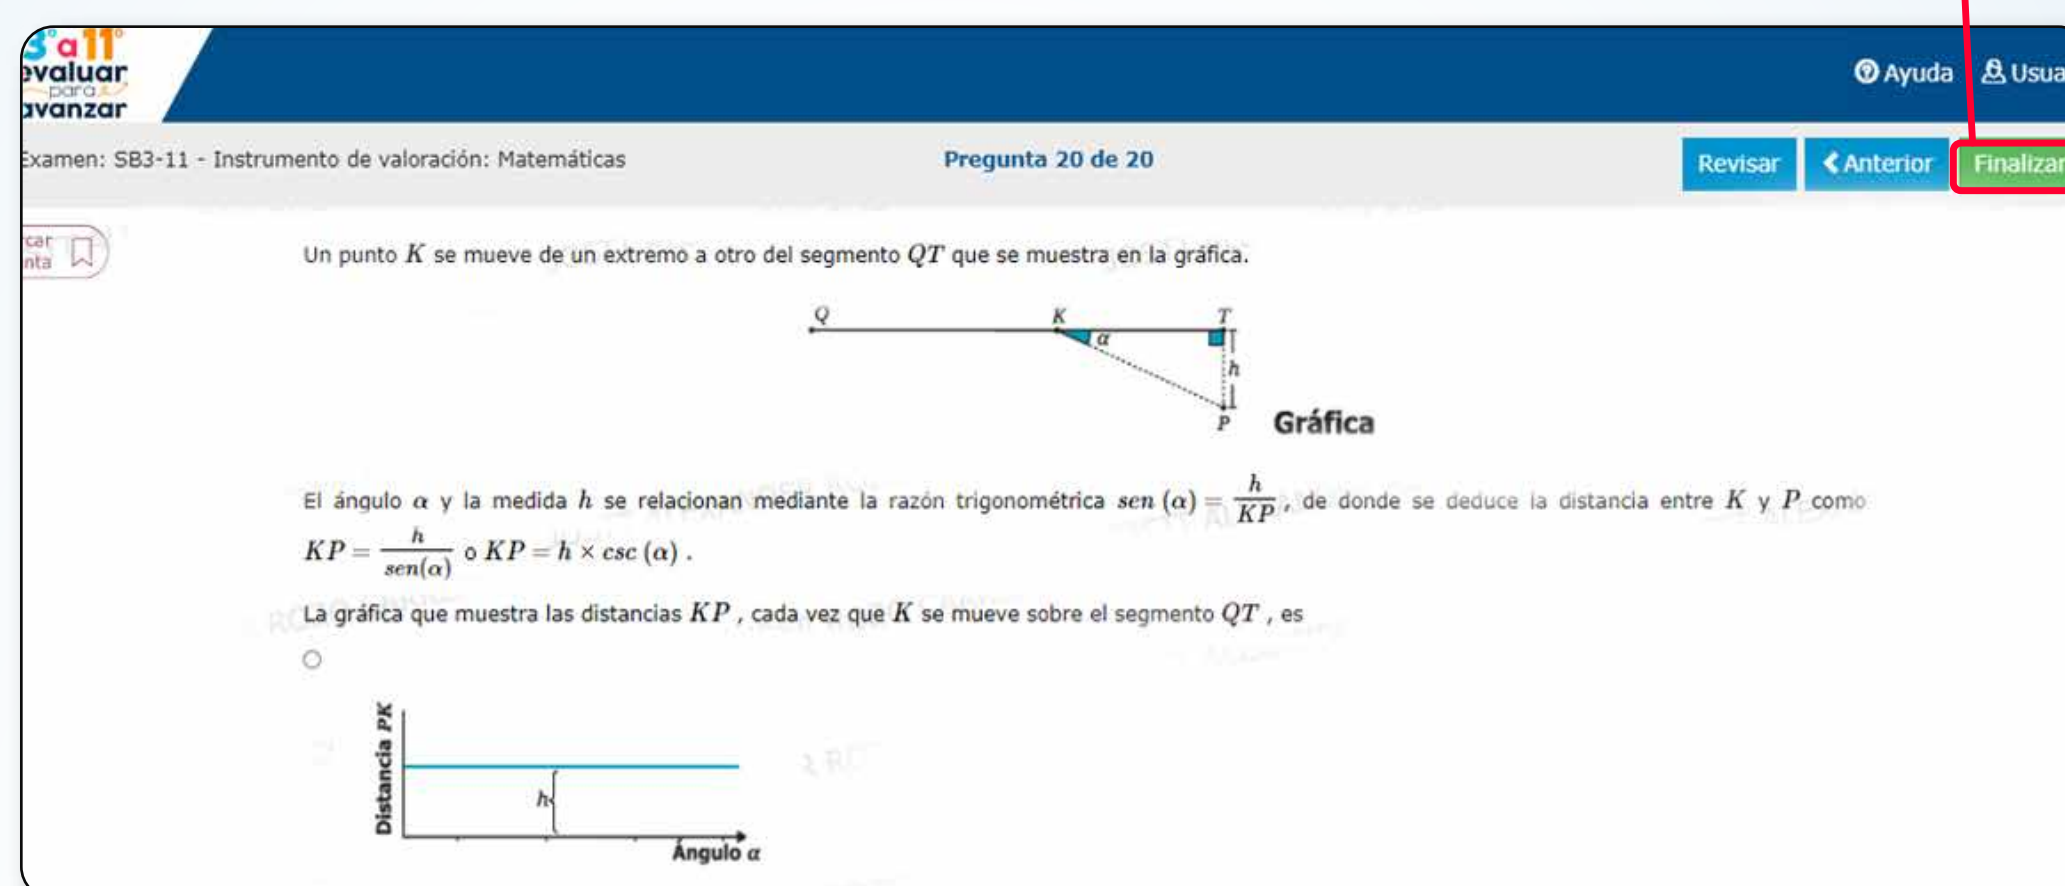 3° a 11°
evaluar
para
avanzar
Ayuda
Examen: SB3-11 - Instrumento de valoración: Matemáticas
Pregunta 20 de 20
Revisar
Anterior
Finalizar
Un punto K se mueve de un extremo a otro del segmento QT que se muestra en la gráfica.
Q K T
α
h
P
Gráfica
El ángulo α y la medida h se relacionan mediante la razón trigonométrica sen (α) = h/KP, de donde se deduce la distancia entre K y P como
KP = h/sen(α) o KP = h × csc (α) .
La gráfica que muestra las distancias KP , cada vez que K se mueve sobre el segmento QT , es
Distancia PK
h
Ángulo α